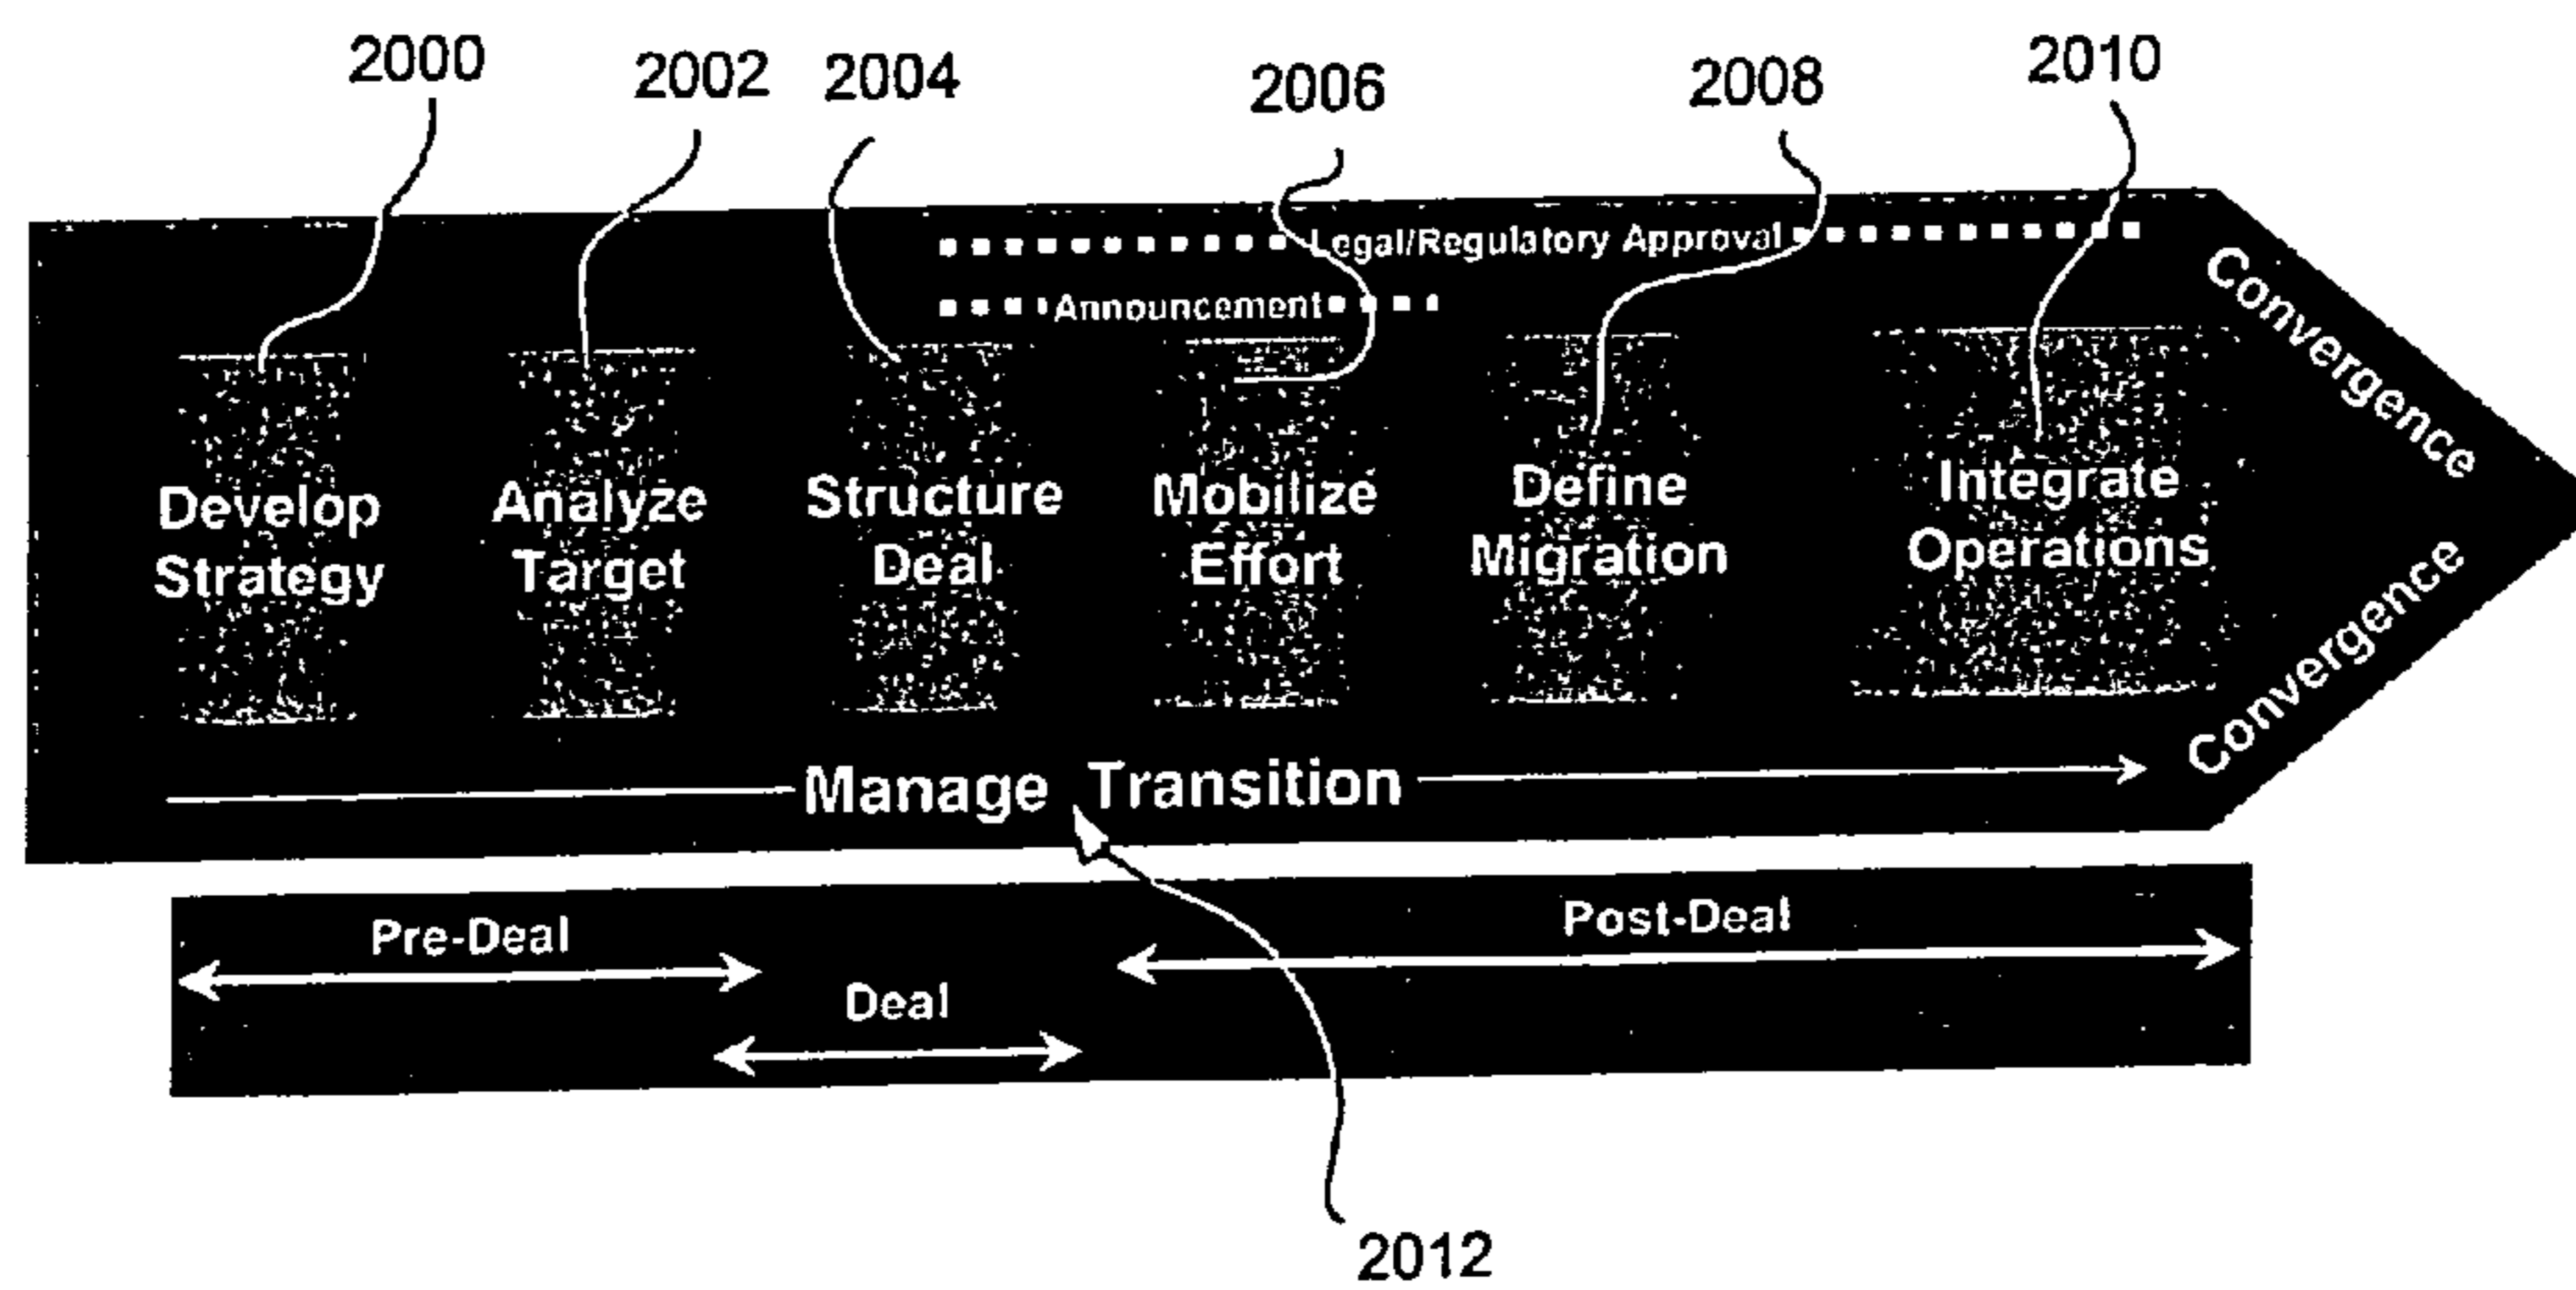 2000
2002
2004
2006
2008
2010
Legal/Regulatory Approval
Announcement
Convergence
Develop
Strategy
Analyze
Target
Structure
Deal
Mobilize
Effort
Define
Migration
Integrate
Operations
Convergence
Manage Transition
Pre-Deal
Deal
Post-Deal
2012